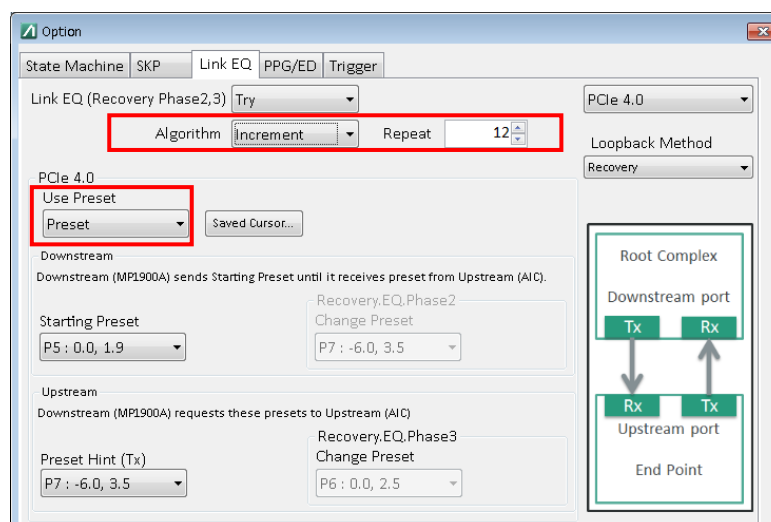 Option
State Machine SKP Link EQ PPG/ED Trigger
Link EQ (Recovery Phase2,3) Try PCIe 4.0
Algorithm Increment Repeat 12
Loopback Method
Recovery
PCIe 4.0
Use Preset
Preset Saved Cursor...
Downstream
Downstream (MP1900A) sends Starting Preset until it receives preset from Upstream (AIC).
Recovery.EQ.Phase2
Starting Preset Change Preset
P5 : 0.0, 1.9 P7 : -6.0, 3.5
Upstream
Downstream (MP1900A) requests these presets to Upstream (AIC)
Recovery.EQ.Phase3
Preset Hint (Tx) Change Preset
P7 : -6.0, 3.5 P6 : 0.0, 2.5
Root Complex
Downstream port
Tx Rx
Rx Tx
Upstream port
End Point